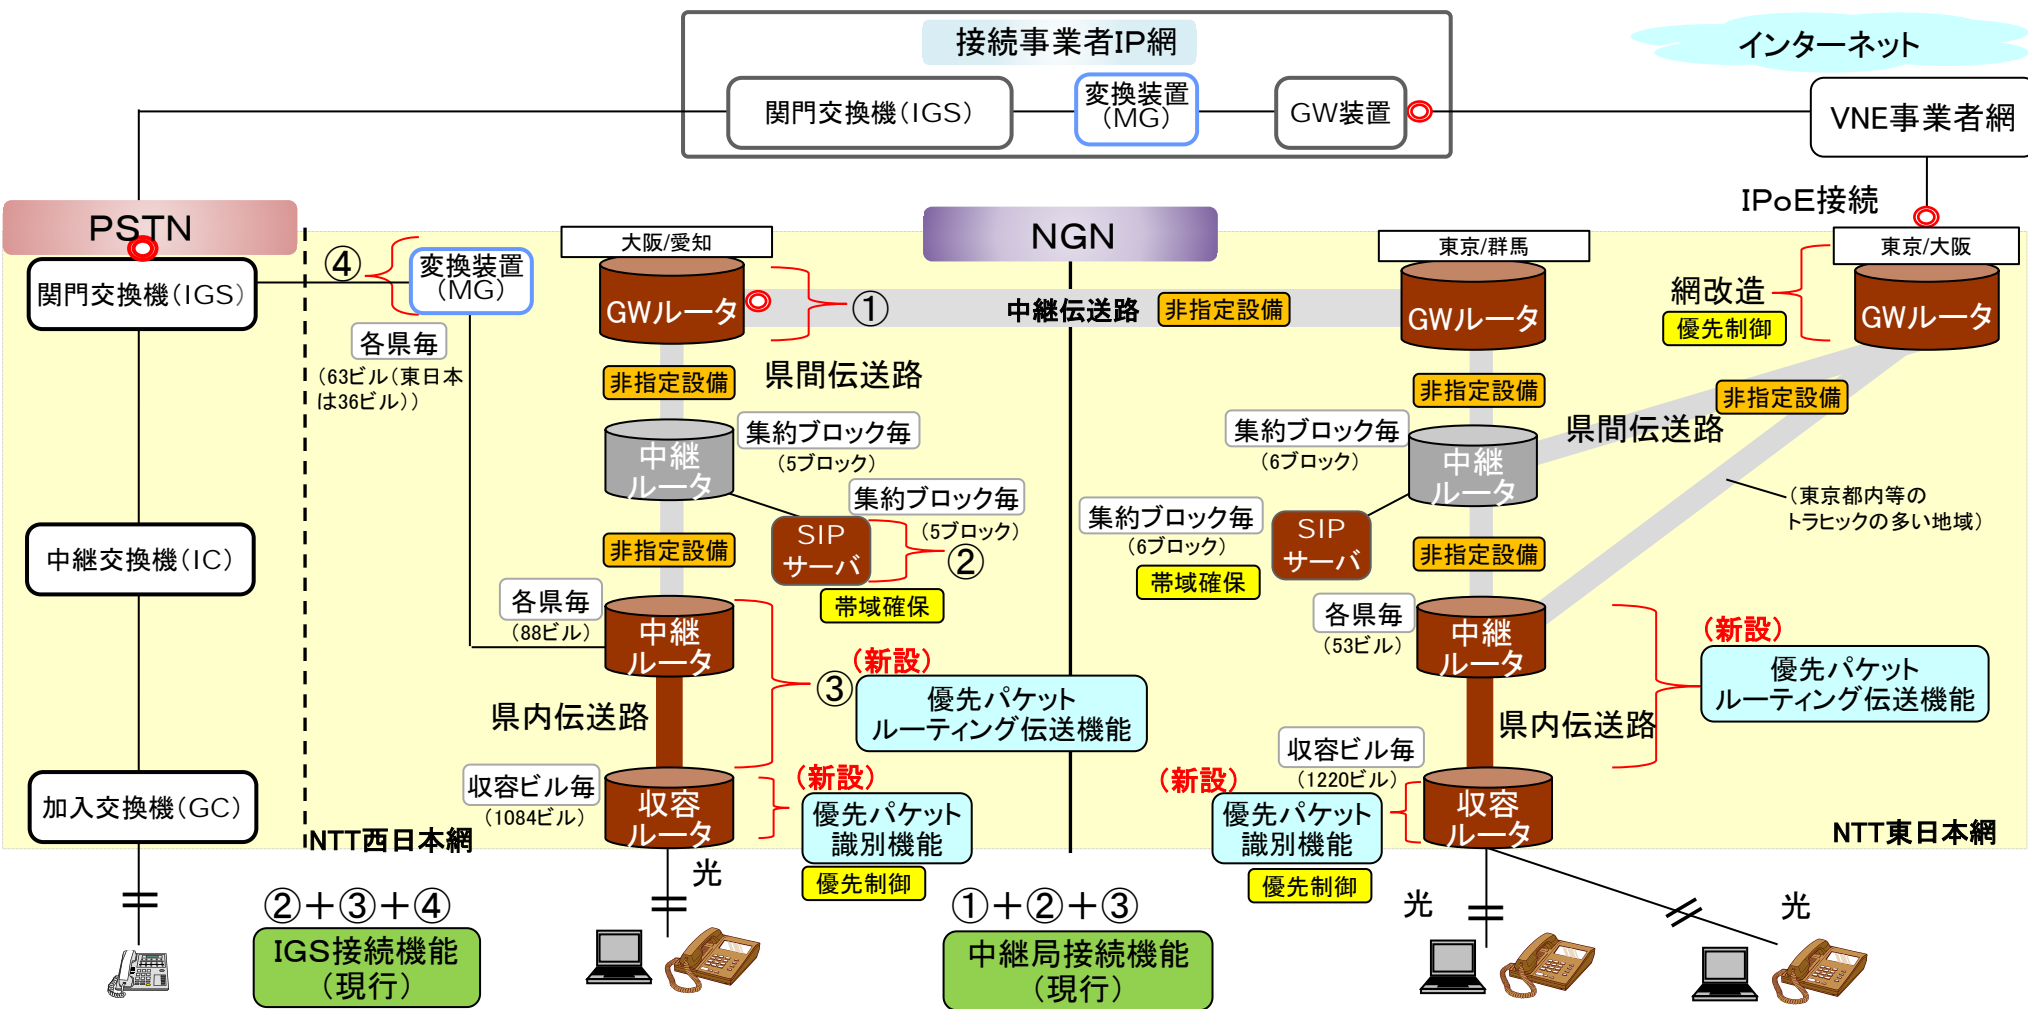 接続事業者IP網
インターネット
関門交換機（IGS）
変換装置
（MG）
GW装置
VNE事業者網
IPoE接続
PSTN
NGN
大阪/愛知
東京/群馬
東京/大阪
④
変換装置
（MG）
関門交換機（IGS）
GWルータ
①
中継伝送路
非指定設備
GWルータ
網改造
優先制御
GWルータ
各県毎
（63ビル（東日本
は36ビル））
非指定設備
県間伝送路
非指定設備
非指定設備
県間伝送路
集約ブロック毎
（5ブロック）
中継
ルータ
集約ブロック毎
（6ブロック）
中継
ルータ
集約ブロック毎
（5ブロック）
SIP
サーバ
②
帯域確保
非指定設備
集約ブロック毎
（6ブロック）
帯域確保
SIP
サーバ
非指定設備
（東京都内等の
トラヒックの多い地域）
中継交換機（IC）
各県毎
（88ビル）
中継
ルータ
各県毎
（53ビル）
中継
ルータ
③
（新設）
優先パケット
ルーティング伝送機能
（新設）
優先パケット
ルーティング伝送機能
県内伝送路
県内伝送路
加入交換機（GC）
収容ビル毎
（1084ビル）
収容
ルータ
（新設）
優先パケット
識別機能
優先制御
（新設）
優先パケット
識別機能
優先制御
収容ビル毎
（1220ビル）
収容
ルータ
NTT西日本網
NTT東日本網
光
光
光
②＋③＋④
IGS接続機能
（現行）
①＋②＋③
中継局接続機能
（現行）